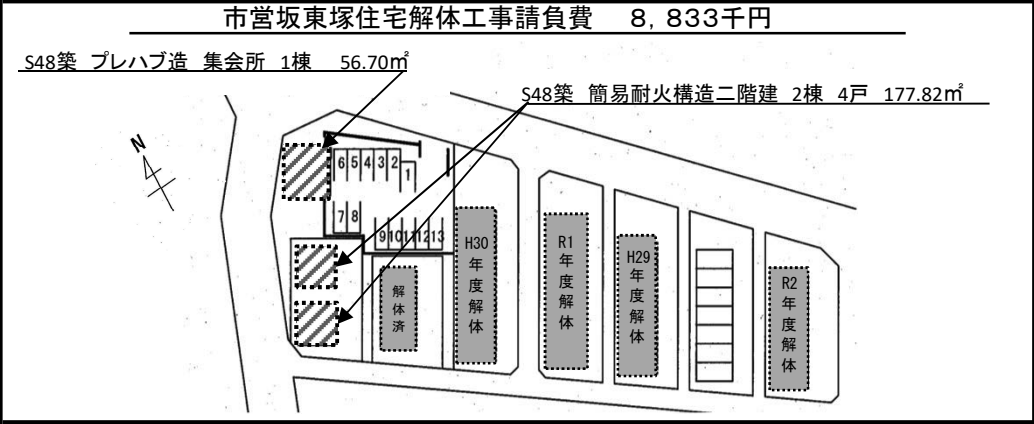 市営坂東塚住宅解体工事請負費 8,833千円
S48築 プレハブ造 集会所 1棟 56.70㎡
S48築 簡易耐火構造二階建 2棟 4戸 177.82㎡
N
6 5 4 3 2 1
7 8
9 10 11 12 13
解体済
H30年度解体
R1年度解体
H29年度解体
R2年度解体